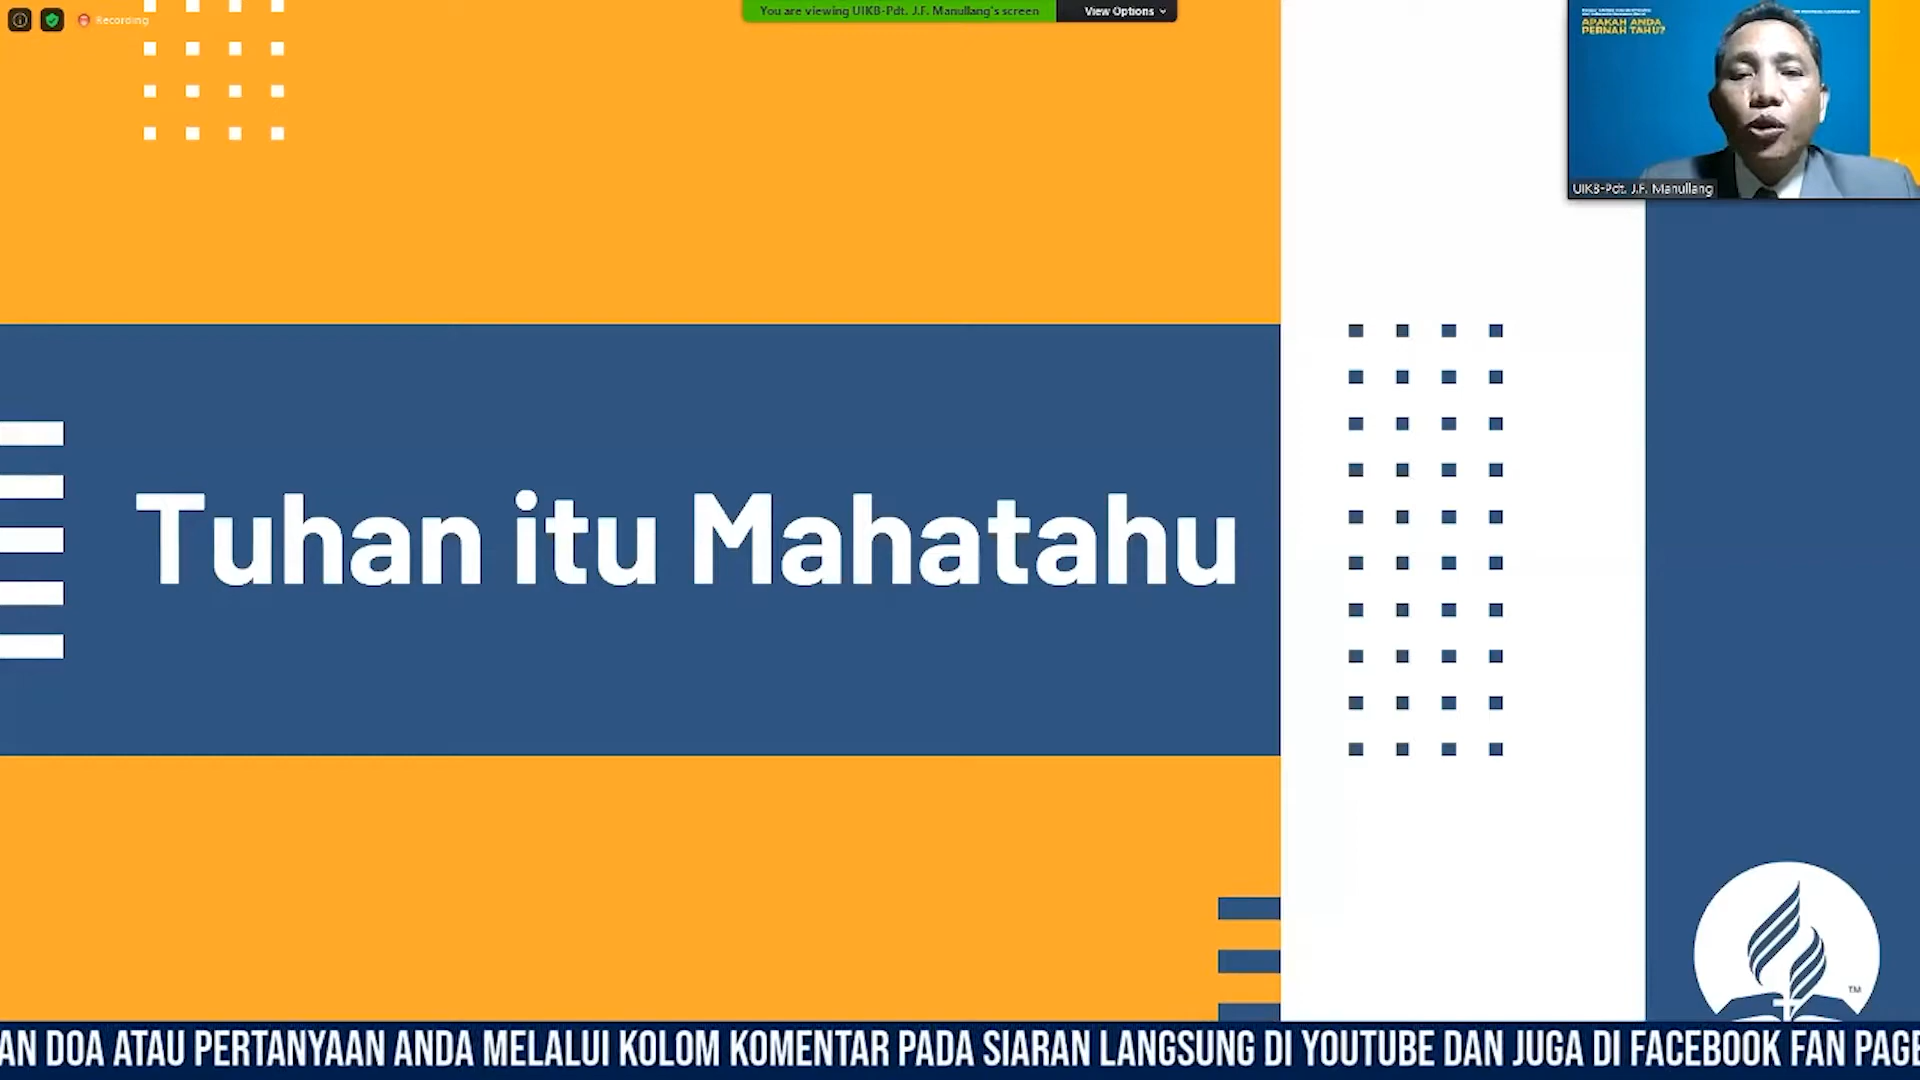 Recording
You are viewing UIKB-Pdt. J.F. Manullang's screen
View Options
APAKAH ANDA
PERNAH TAHU?
UIKB-Pdt. J.F. Manullang
Tuhan itu Mahatahu
TM
AN DOA ATAU PERTANYAAN ANDA MELALUI KOLOM KOMENTAR PADA SIARAN LANGSUNG DI YOUTUBE DAN JUGA DI FACEBOOK FAN PAGE